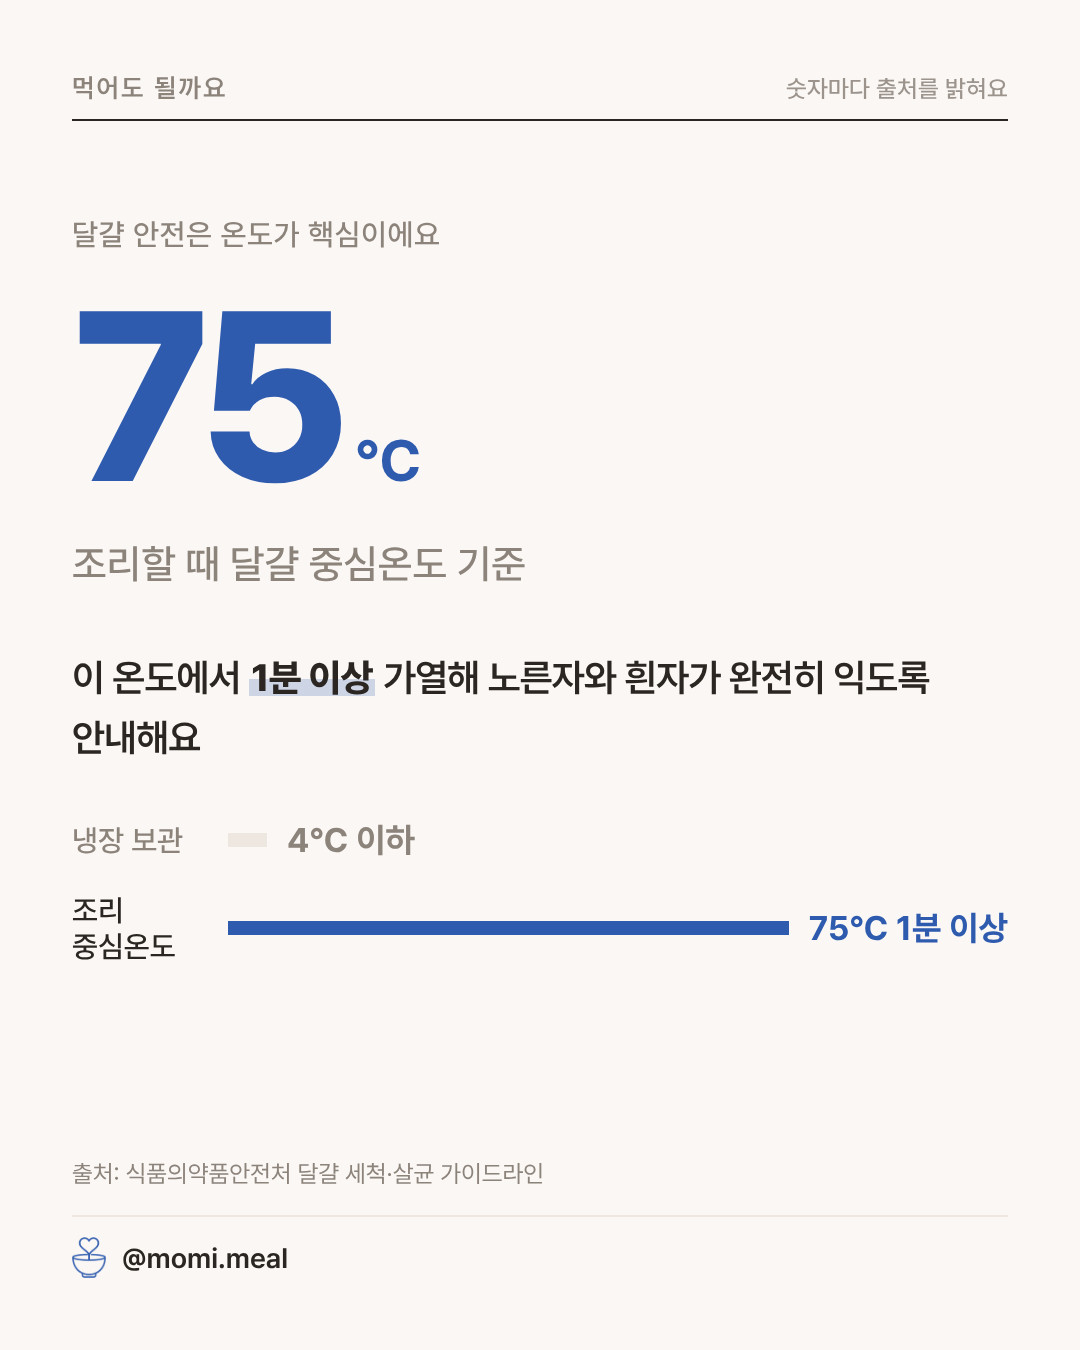 먹어도 될까요
숫자마다 출처를 밝혀요
달걀 안전은 온도가 핵심이에요
75°C
조리할 때 달걀 중심온도 기준
이 온도에서 1분 이상 가열해 노른자와 흰자가 완전히 익도록
안내해요
냉장 보관 4°C 이하
조리
중심온도
75°C 1분 이상
출처: 식품의약품안전처 달걀 세척·살균 가이드라인
@momi.meal